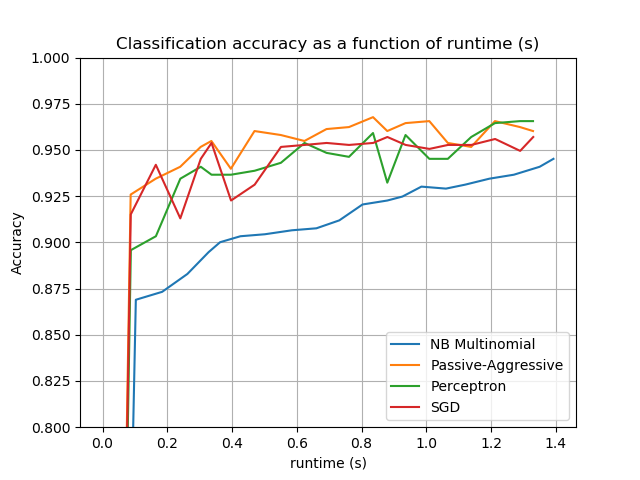 Classification accuracy as a function of runtime (s)
1.000
0.975
0.950
0.925
0.900
0.875
0.850
0.825
0.800
Accuracy
NB Multinomial
Passive-Aggressive
Perceptron
SGD
0.0 0.2 0.4 0.6 0.8 1.0 1.2 1.4
runtime (s)